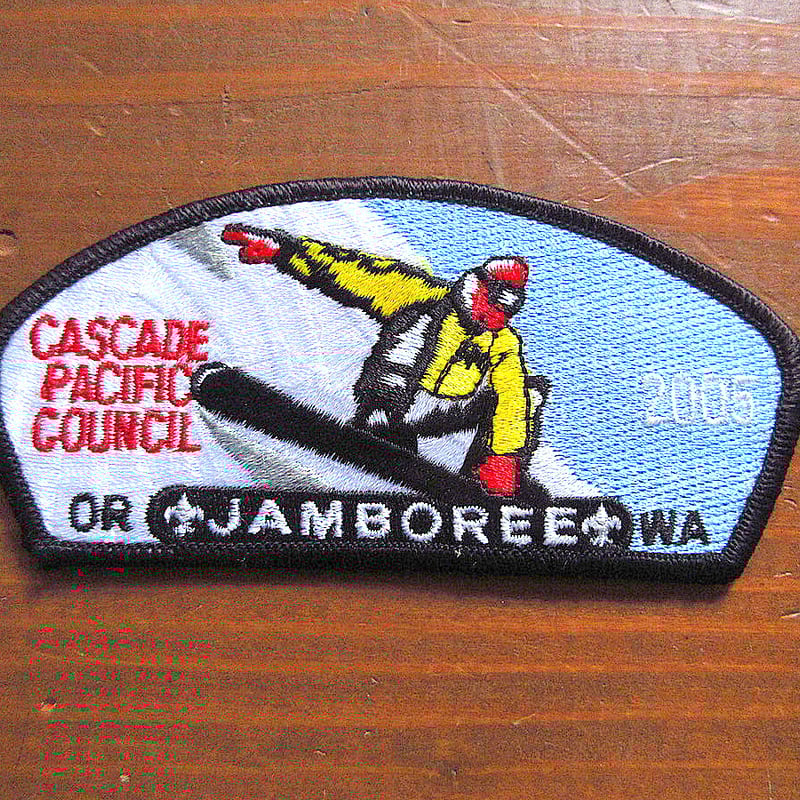 CASCADE
PACIFIC
COUNCIL
2005
OR JAMBOREE WA